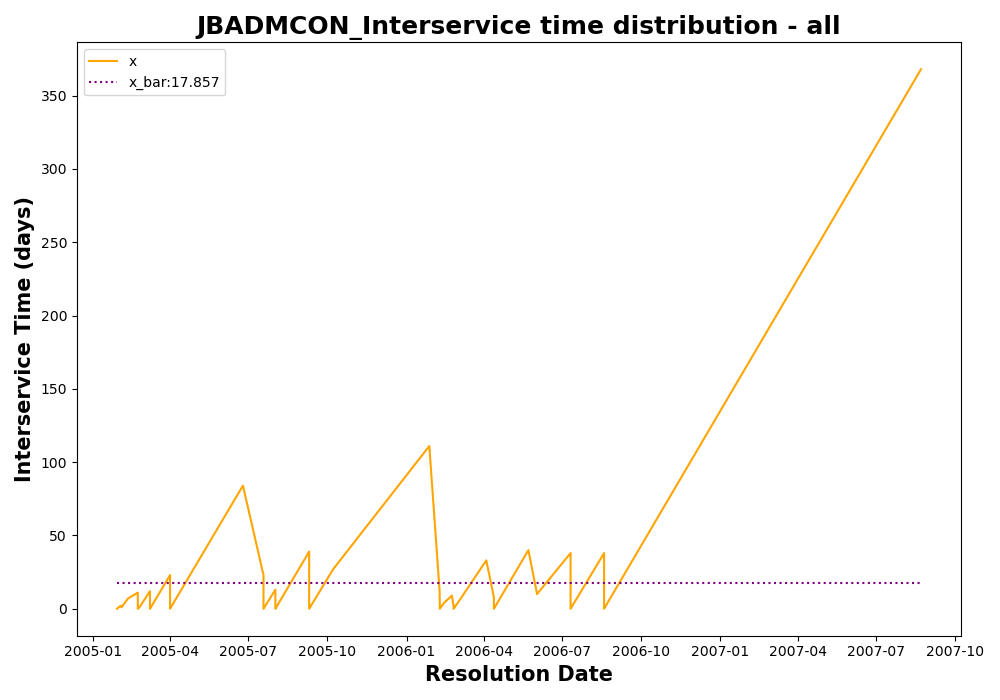 JBADMCON_Interservice time distribution - all
x
x_bar:17.857
Interservice Time (days)
350
300
250
200
150
100
50
0
2005-01 2005-04 2005-07 2005-10 2006-01 2006-04 2006-07 2006-10 2007-01 2007-04 2007-07 2007-10
Resolution Date